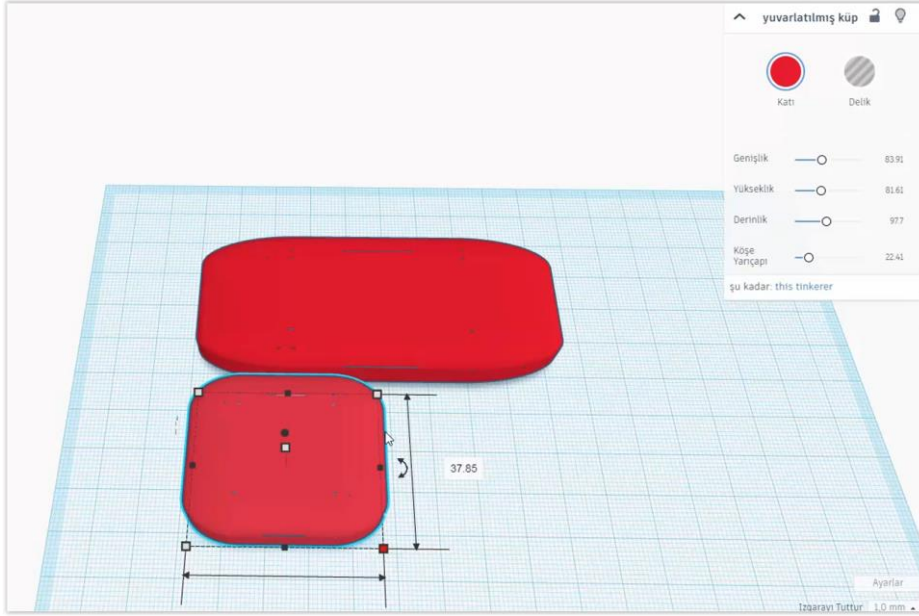 yuvarlatılmış küp
Katı
Delik
Genişlik
83.91
Yükseklik
81.61
Derinlik
97.7
Köşe
Yarıçapı
22.41
şu kadar: this tinkerer
37.85
Ayarlar
Izgarayı Tuttur 1,0 mm